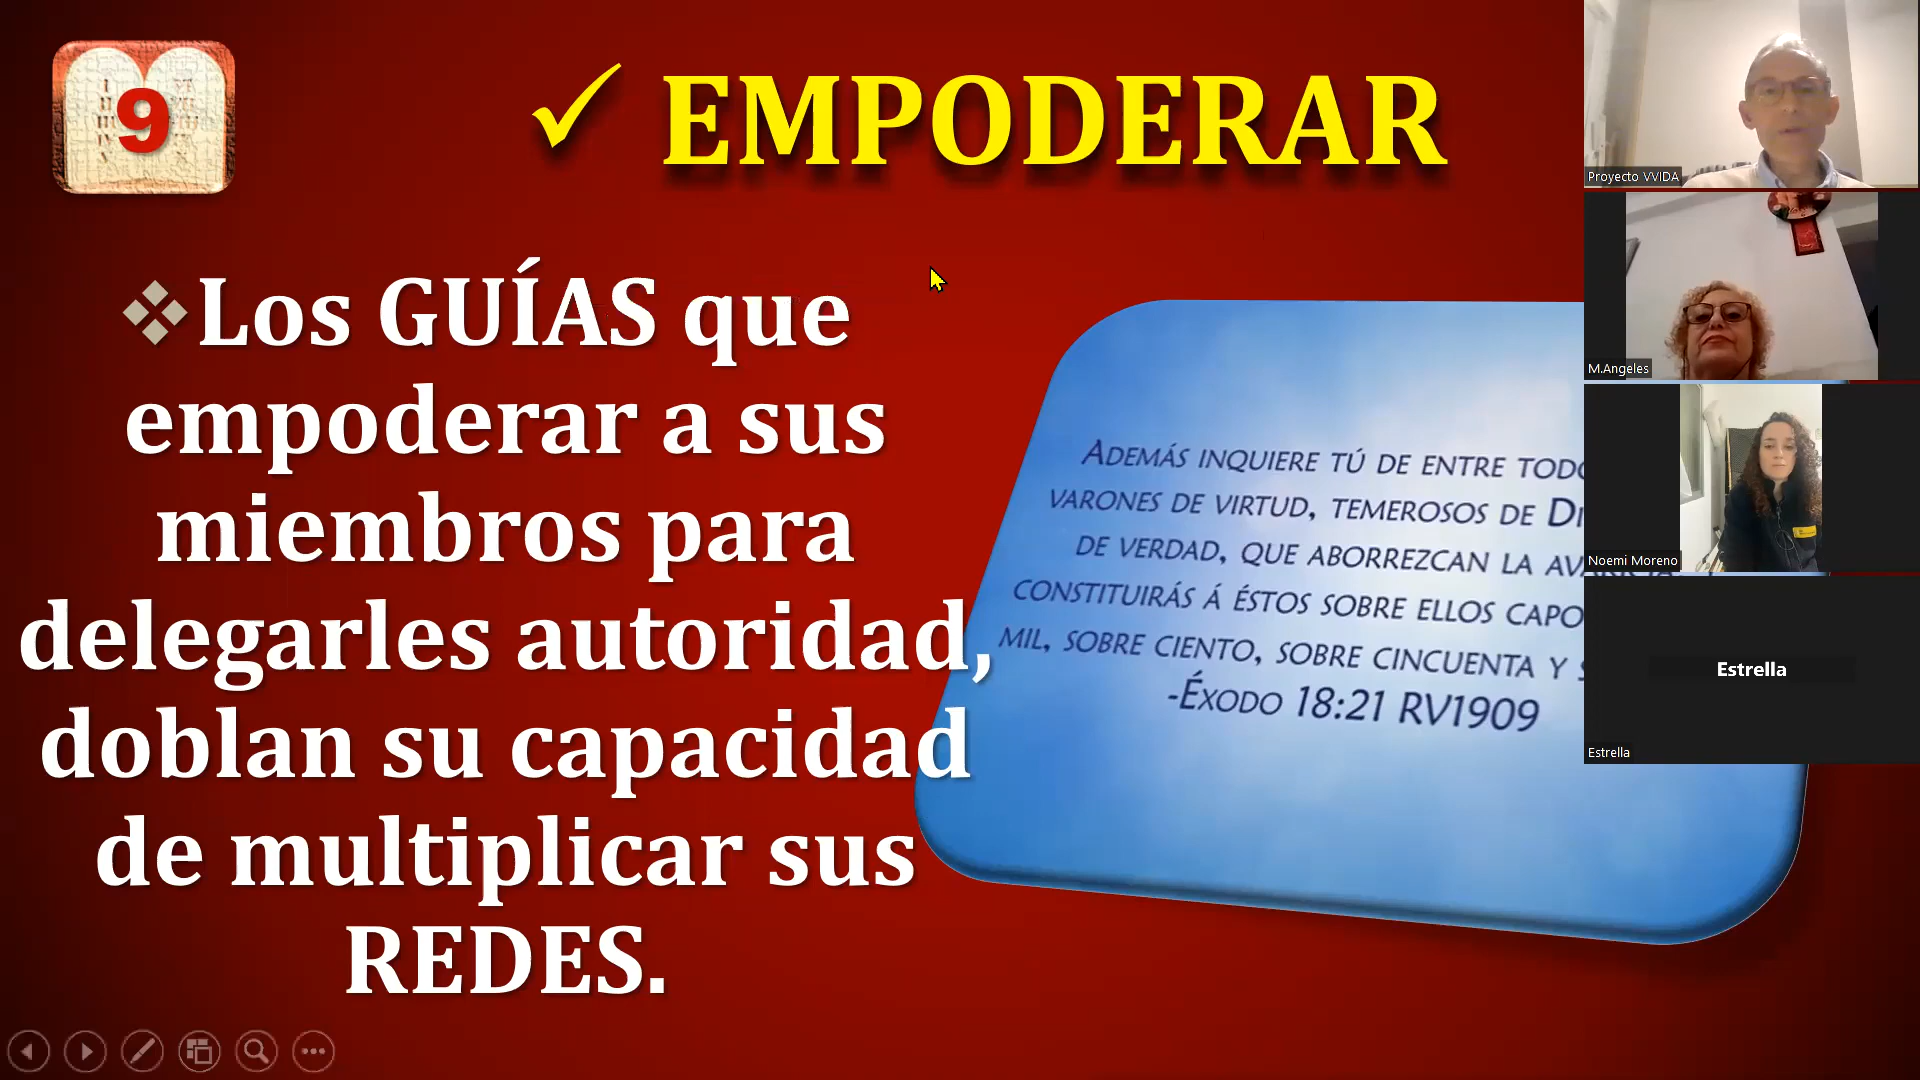 9
✓ EMPODERAR
Los GUÍAS que
empoderar a sus
miembros para
delegarles autoridad,
doblan su capacidad
de multiplicar sus
REDES.
ADEMÁS INQUIERE TÚ DE ENTRE
VARONES DE VIRTUD, TEMEROSOS DE
DE VERDAD, QUE ABORREZCAN LA
CONSTITUIRÁS Á ÉSTOS SOBRE ELLOS
MIL, SOBRE CIENTO, SOBRE CINCUENTA Y
-ÉXODO 18:21 RV1909
Proyecto VVIDA
M.Angeles
Noemi Moreno
Estrella
Estrella